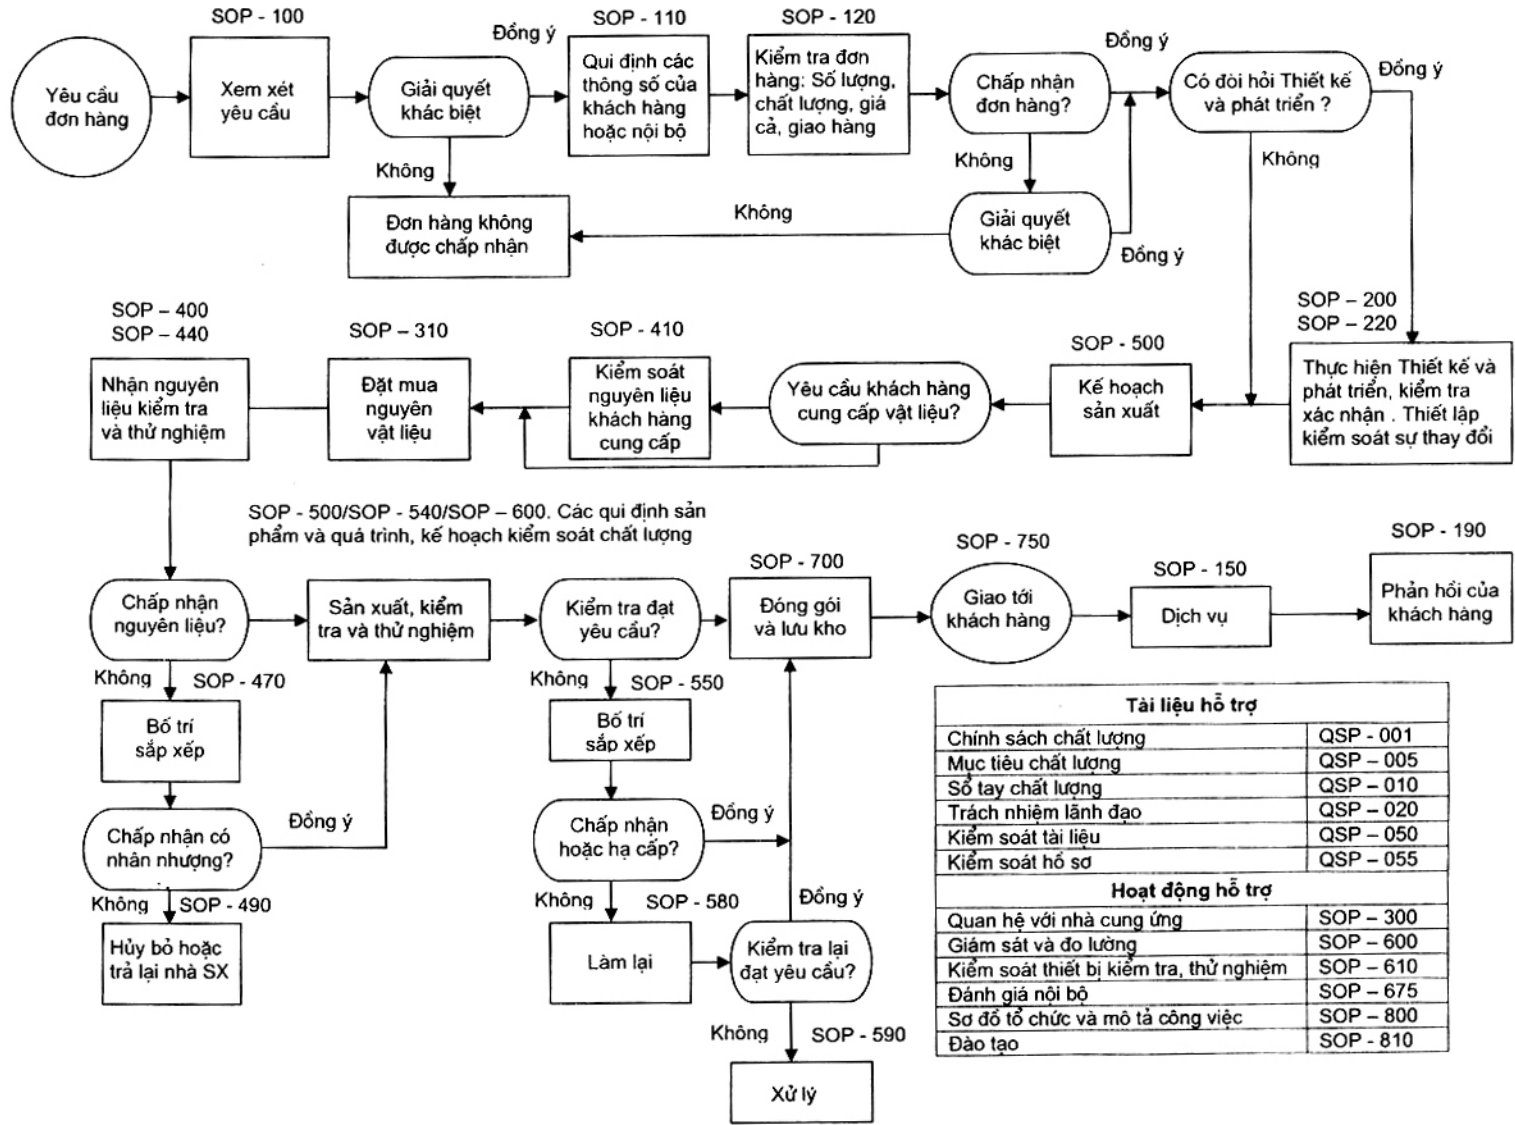 SOP - 100
SOP - 110
SOP - 120
Yêu cầu
đơn hàng
Xem xét
yêu cầu
Giải quyết
khác biệt
Đồng ý
Qui định các
thông số của
khách hàng
hoặc nội bộ
Kiểm tra đơn
hàng: Số lượng,
chất lượng, giá
cả, giao hàng
Chấp nhận
đơn hàng?
Đồng ý
Có đòi hỏi Thiết kế
và phát triển ?
Đồng ý
Không
Không
Không
Đơn hàng không
được chấp nhận
Không
Giải quyết
khác biệt
Đồng ý
SOP – 400
SOP – 440
SOP – 310
SOP - 410
SOP - 500
SOP – 200
SOP – 220
Nhận nguyên
liệu kiểm tra
và thử nghiệm
Đặt mua
nguyên
vật liệu
Kiểm soát
nguyên liệu
khách hàng
cung cấp
Yêu cầu khách hàng
cung cấp vật liệu?
Kế hoạch
sản xuất
Thực hiện Thiết kế và
phát triển, kiểm tra
xác nhận . Thiết lập
kiểm soát sự thay đổi
SOP - 500/SOP - 540/SOP – 600. Các qui định sản
phẩm và quá trình, kế hoạch kiểm soát chất lượng
SOP - 700
SOP - 750
SOP - 150
SOP - 190
Chấp nhận
nguyên liệu?
Sản xuất, kiểm
tra và thử nghiệm
Kiểm tra đạt
yêu cầu?
Đóng gói
và lưu kho
Giao tới
khách hàng
Dịch vụ
Phản hồi của
khách hàng
Không
SOP - 470
Không
SOP - 550
Bố trí
sắp xếp
Bố trí
sắp xếp
Chấp nhận có
nhân nhượng?
Đồng ý
Chấp nhận
hoặc hạ cấp?
Đồng ý
Không
SOP - 490
Không
SOP - 580
Đồng ý
Hủy bỏ hoặc
trả lại nhà SX
Làm lại
Kiểm tra lại
đạt yêu cầu?
Không
SOP - 590
Xử lý
Tài liệu hỗ trợ
Chính sách chất lượng QSP - 001
Mục tiêu chất lượng QSP – 005
Sổ tay chất lượng QSP – 010
Trách nhiệm lãnh đạo QSP – 020
Kiểm soát tài liệu QSP – 050
Kiểm soát hồ sơ QSP – 055
Hoạt động hỗ trợ
Quan hệ với nhà cung ứng SOP – 300
Giám sát và đo lường SOP – 600
Kiểm soát thiết bị kiểm tra, thử nghiệm SOP – 610
Đánh giá nội bộ SOP – 675
Sơ đồ tổ chức và mô tả công việc SOP – 800
Đào tạo SOP - 810